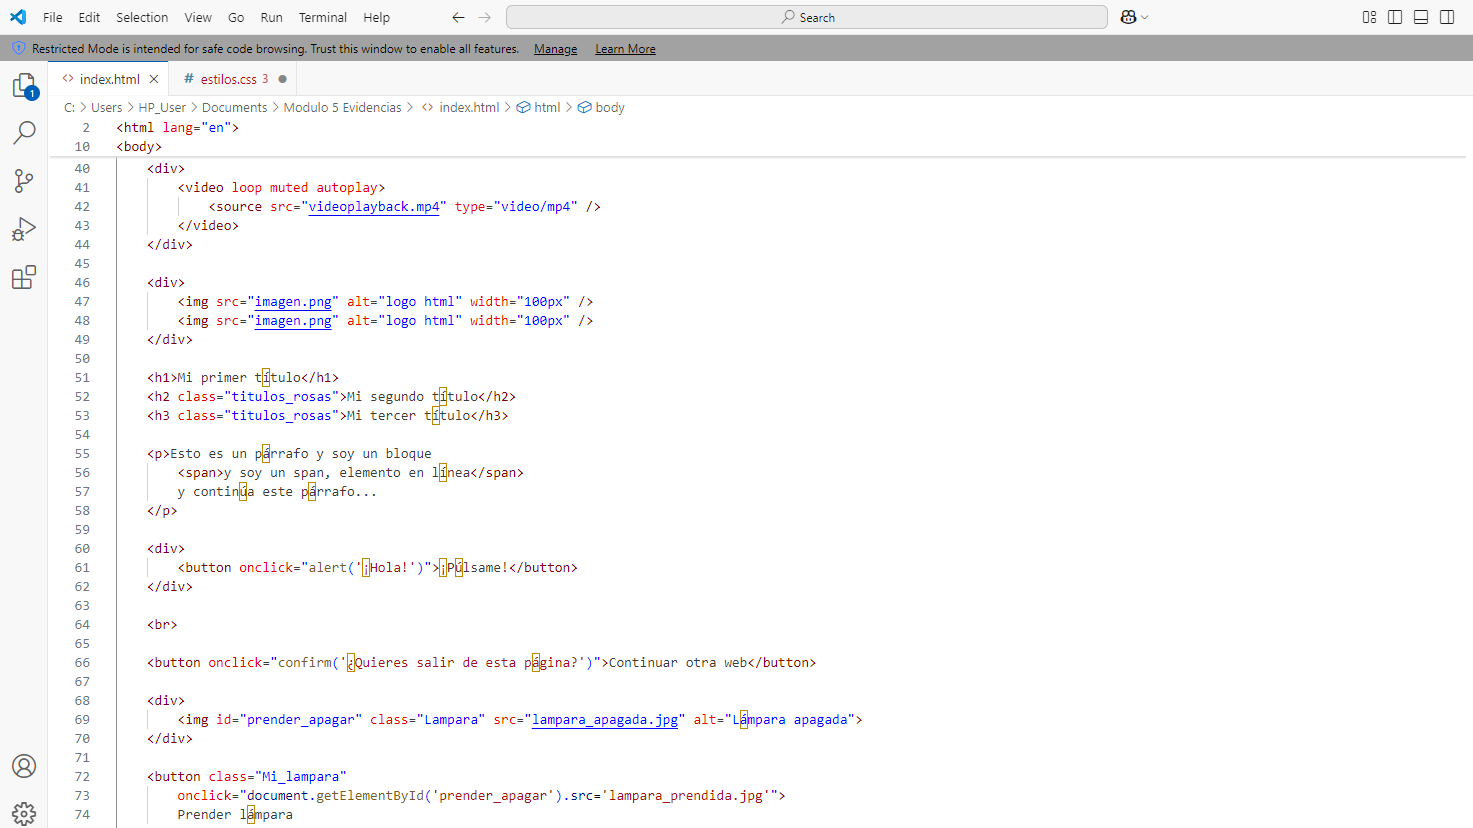 File Edit Selection View Go Run Terminal Help Search
Restricted Mode is intended for safe code browsing. Trust this window to enable all features. Manage Learn More
1
index.html estilos.css 3
C: > Users > HP_User > Documents > Modulo 5 Evidencias > index.html > html > body
2 <html lang="en">
10 <body>
40 <div>
41 <video loop muted autoplay>
42 <source src="videoplayback.mp4" type="video/mp4" />
43 </video>
44 </div>
45
46 <div>
47 <img src="imagen.png" alt="logo html" width="100px" />
48 <img src="imagen.png" alt="logo html" width="100px" />
49 </div>
50
51 <h1>Mi primer título</h1>
52 <h2 class="titulos_rosas">Mi segundo título</h2>
53 <h3 class="titulos_rosas">Mi tercer título</h3>
54
55 <p>Esto es un párrafo y soy un bloque
56 <span>y soy un span, elemento en línea</span>
57 y continúa este párrafo...
58 </p>
59
60 <div>
61 <button onclick="alert('¡Hola!')">¡Púlsame!</button>
62 </div>
63
64 <br>
65
66 <button onclick="confirm('¿Quieres salir de esta página?')">Continuar otra web</button>
67
68 <div>
69 <img id="prender_apagar" class="Lampara" src="lampara_apagada.jpg" alt="Lámpara apagada">
70 </div>
71
72 <button class="Mi_lampara"
73 onclick="document.getElementById('prender_apagar').src='lampara_prendida.jpg'">
74 Prender lámpara